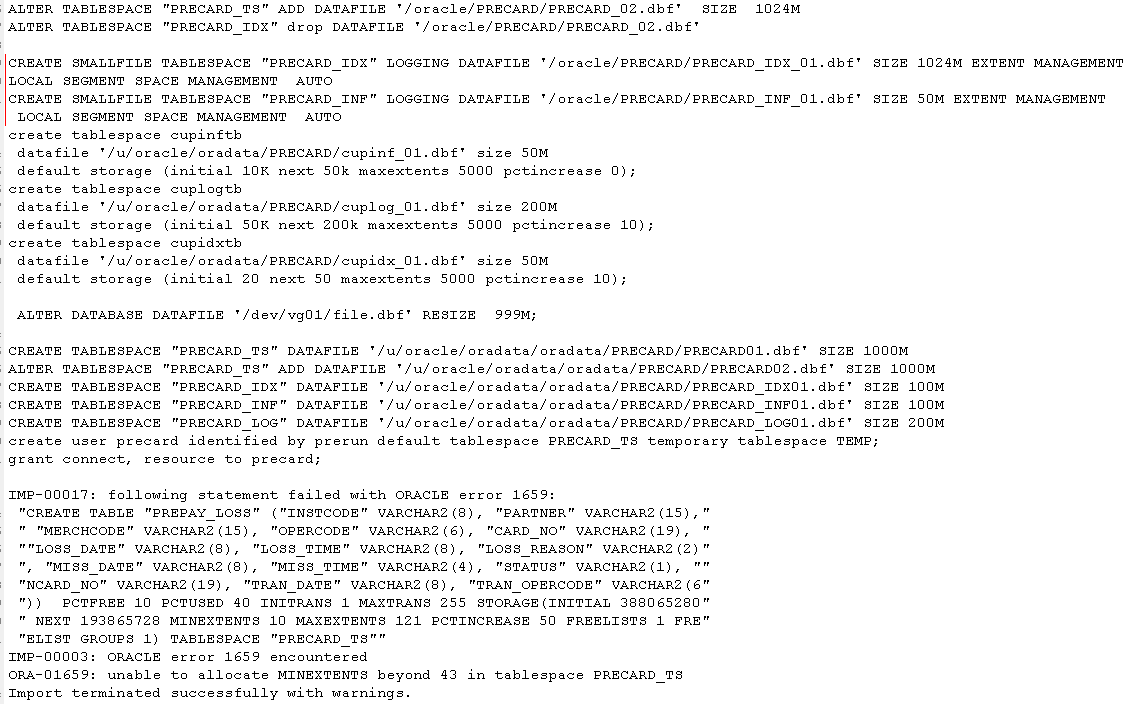 ALTER TABLESPACE "PRECARD_TS" ADD DATAFILE '/oracle/PRECARD/PRECARD_02.dbf'  SIZE  1024M
ALTER TABLESPACE "PRECARD_IDX" drop DATAFILE '/oracle/PRECARD/PRECARD_02.dbf'
CREATE SMALLFILE TABLESPACE "PRECARD_IDX" LOGGING DATAFILE '/oracle/PRECARD/PRECARD_IDX_01.dbf' SIZE 1024M EXTENT MANAGEMENT
LOCAL SEGMENT SPACE MANAGEMENT  AUTO
CREATE SMALLFILE TABLESPACE "PRECARD_INF" LOGGING DATAFILE '/oracle/PRECARD/PRECARD_INF_01.dbf' SIZE 50M EXTENT MANAGEMENT
 LOCAL SEGMENT SPACE MANAGEMENT  AUTO
create tablespace cupinftb
 datafile '/u/oracle/oradata/PRECARD/cupinf_01.dbf' size 50M
 default storage (initial 10K next 50k maxextents 5000 pctincrease 0);
create tablespace cuplogtb
 datafile '/u/oracle/oradata/PRECARD/cuplog_01.dbf' size 200M
 default storage (initial 50K next 200k maxextents 5000 pctincrease 10);
create tablespace cupidxtb
 datafile '/u/oracle/oradata/PRECARD/cupidx_01.dbf' size 50M
 default storage (initial 20 next 50 maxextents 5000 pctincrease 10);
 ALTER DATABASE DATAFILE '/dev/vg01/file.dbf' RESIZE  999M;
CREATE TABLESPACE "PRECARD_TS" DATAFILE '/u/oracle/oradata/oradata/PRECARD/PRECARD01.dbf' SIZE 1000M
ALTER TABLESPACE "PRECARD_TS" ADD DATAFILE '/u/oracle/oradata/oradata/PRECARD/PRECARD02.dbf' SIZE 1000M
CREATE TABLESPACE "PRECARD_IDX" DATAFILE '/u/oracle/oradata/oradata/PRECARD/PRECARD_IDX01.dbf' SIZE 100M
CREATE TABLESPACE "PRECARD_INF" DATAFILE '/u/oracle/oradata/oradata/PRECARD/PRECARD_INF01.dbf' SIZE 100M
CREATE TABLESPACE "PRECARD_LOG" DATAFILE '/u/oracle/oradata/oradata/PRECARD/PRECARD_LOG01.dbf' SIZE 200M
create user precard identified by prerun default tablespace PRECARD_TS temporary tablespace TEMP;
grant connect, resource to precard;
IMP-00017: following statement failed with ORACLE error 1659:
 "CREATE TABLE "PREPAY_LOSS" ("INSTCODE" VARCHAR2(8), "PARTNER" VARCHAR2(15),"
 " "MERCHCODE" VARCHAR2(15), "OPERCODE" VARCHAR2(6), "CARD_NO" VARCHAR2(19), "
 ""LOSS_DATE" VARCHAR2(8), "LOSS_TIME" VARCHAR2(8), "LOSS_REASON" VARCHAR2(2)"
 ", "MISS_DATE" VARCHAR2(8), "MISS_TIME" VARCHAR2(4), "STATUS" VARCHAR2(1), ""
 "NCARD_NO" VARCHAR2(19), "TRAN_DATE" VARCHAR2(8), "TRAN_OPERCODE" VARCHAR2(6"
 "))  PCTFREE 10 PCTUSED 40 INITRANS 1 MAXTRANS 255 STORAGE(INITIAL 388065280"
 " NEXT 193865728 MINEXTENTS 10 MAXEXTENTS 121 PCTINCREASE 50 FREELISTS 1 FRE"
 "ELIST GROUPS 1) TABLESPACE "PRECARD_TS""
IMP-00003: ORACLE error 1659 encountered
ORA-01659: unable to allocate MINEXTENTS beyond 43 in tablespace PRECARD_TS
Import terminated successfully with warnings.